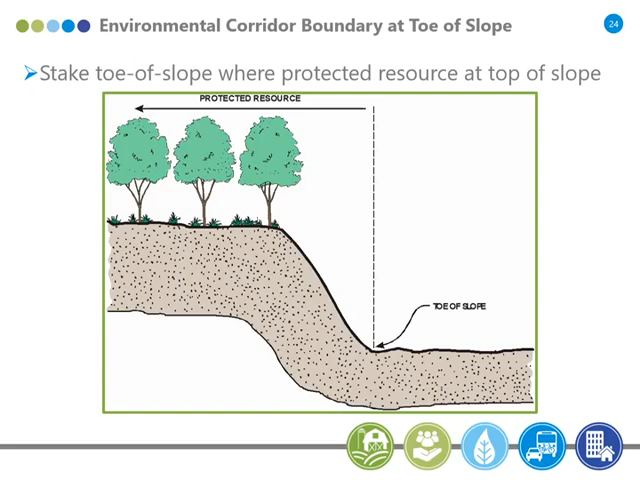 Environmental Corridor Boundary at Toe of Slope
24
Stake toe-of-slope where protected resource at top of slope
PROTECTED RESOURCE
TOE OF SLOPE